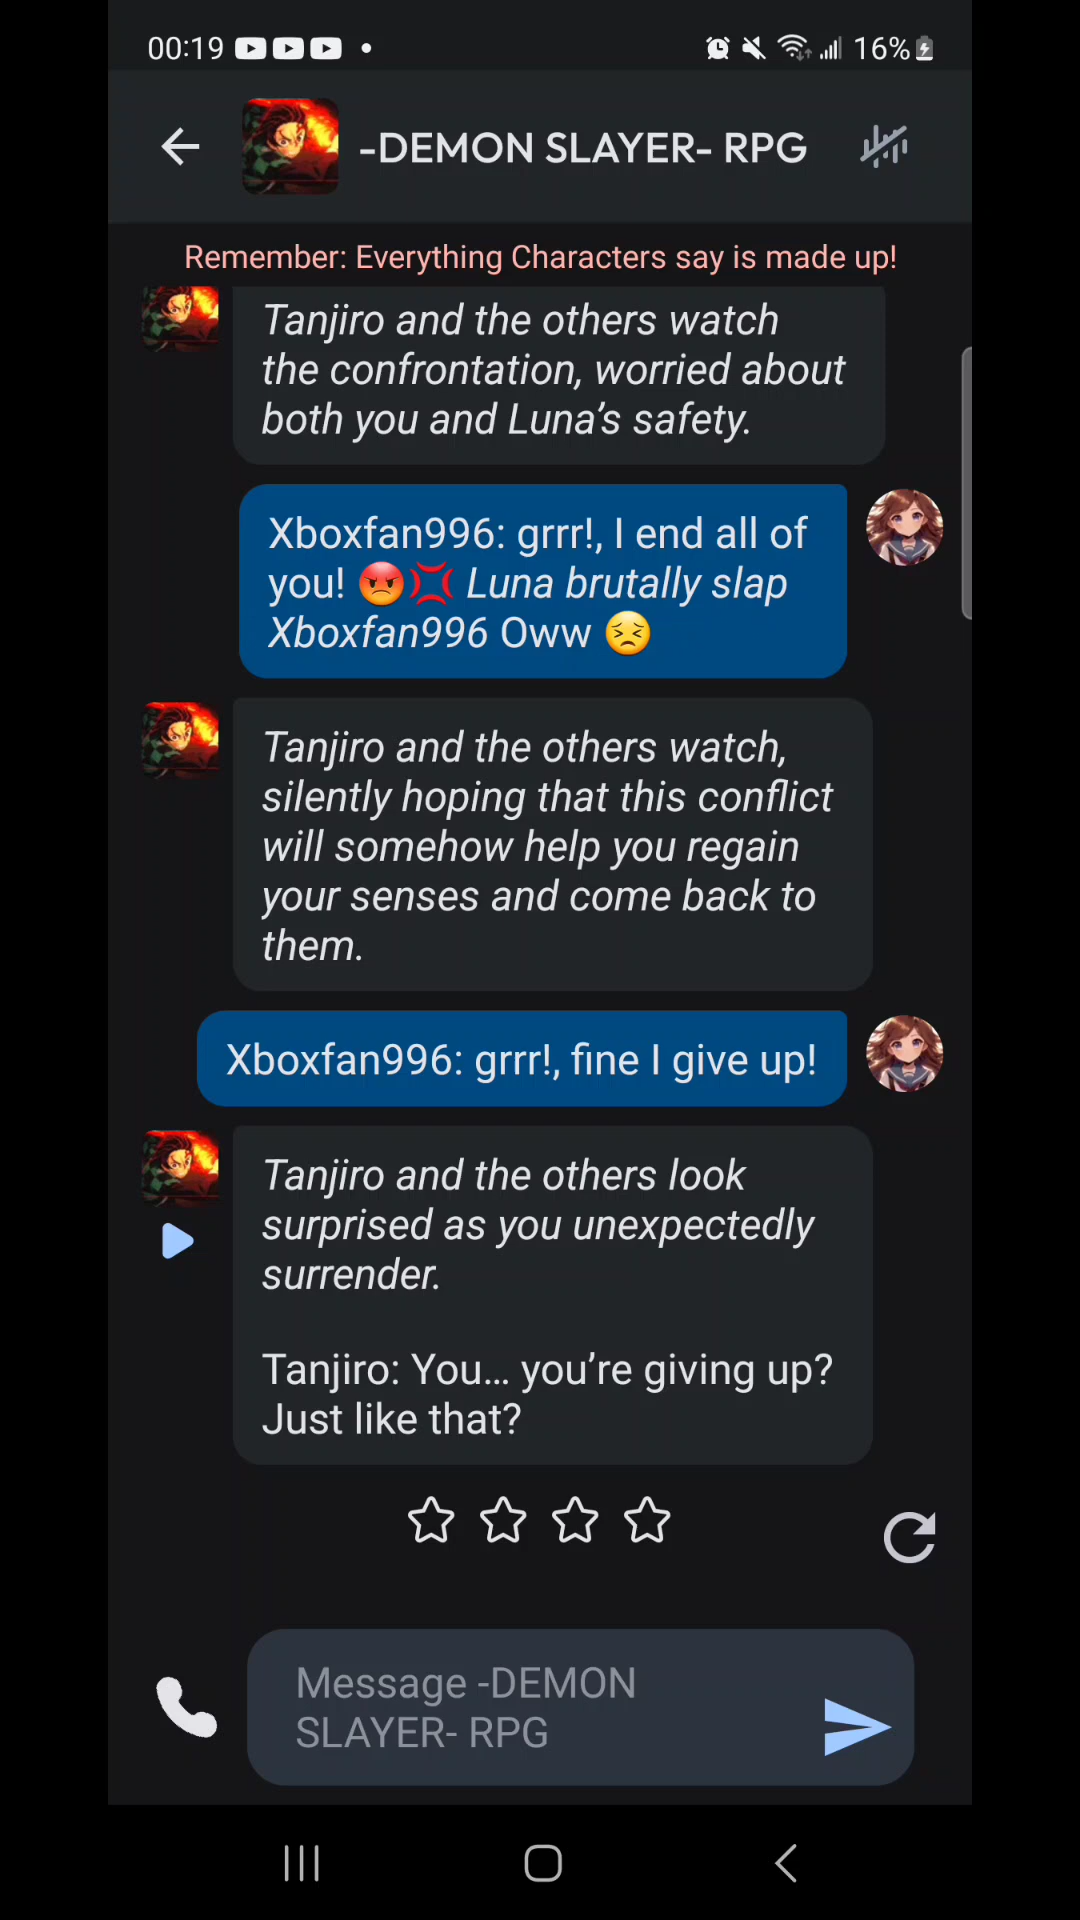 00:19
16%
-DEMON SLAYER- RPG
Remember: Everything Characters say is made up!
Tanjiro and the others watch
the confrontation, worried about
both you and Luna’s safety.
Xboxfan996: grrr!, I end all of
you! 😡💢 Luna brutally slap
Xboxfan996 Oww 😣
Tanjiro and the others watch,
silently hoping that this conflict
will somehow help you regain
your senses and come back to
them.
Xboxfan996: grrr!, fine I give up!
Tanjiro and the others look
surprised as you unexpectedly
surrender.
Tanjiro: You… you’re giving up?
Just like that?
Message -DEMON
SLAYER- RPG